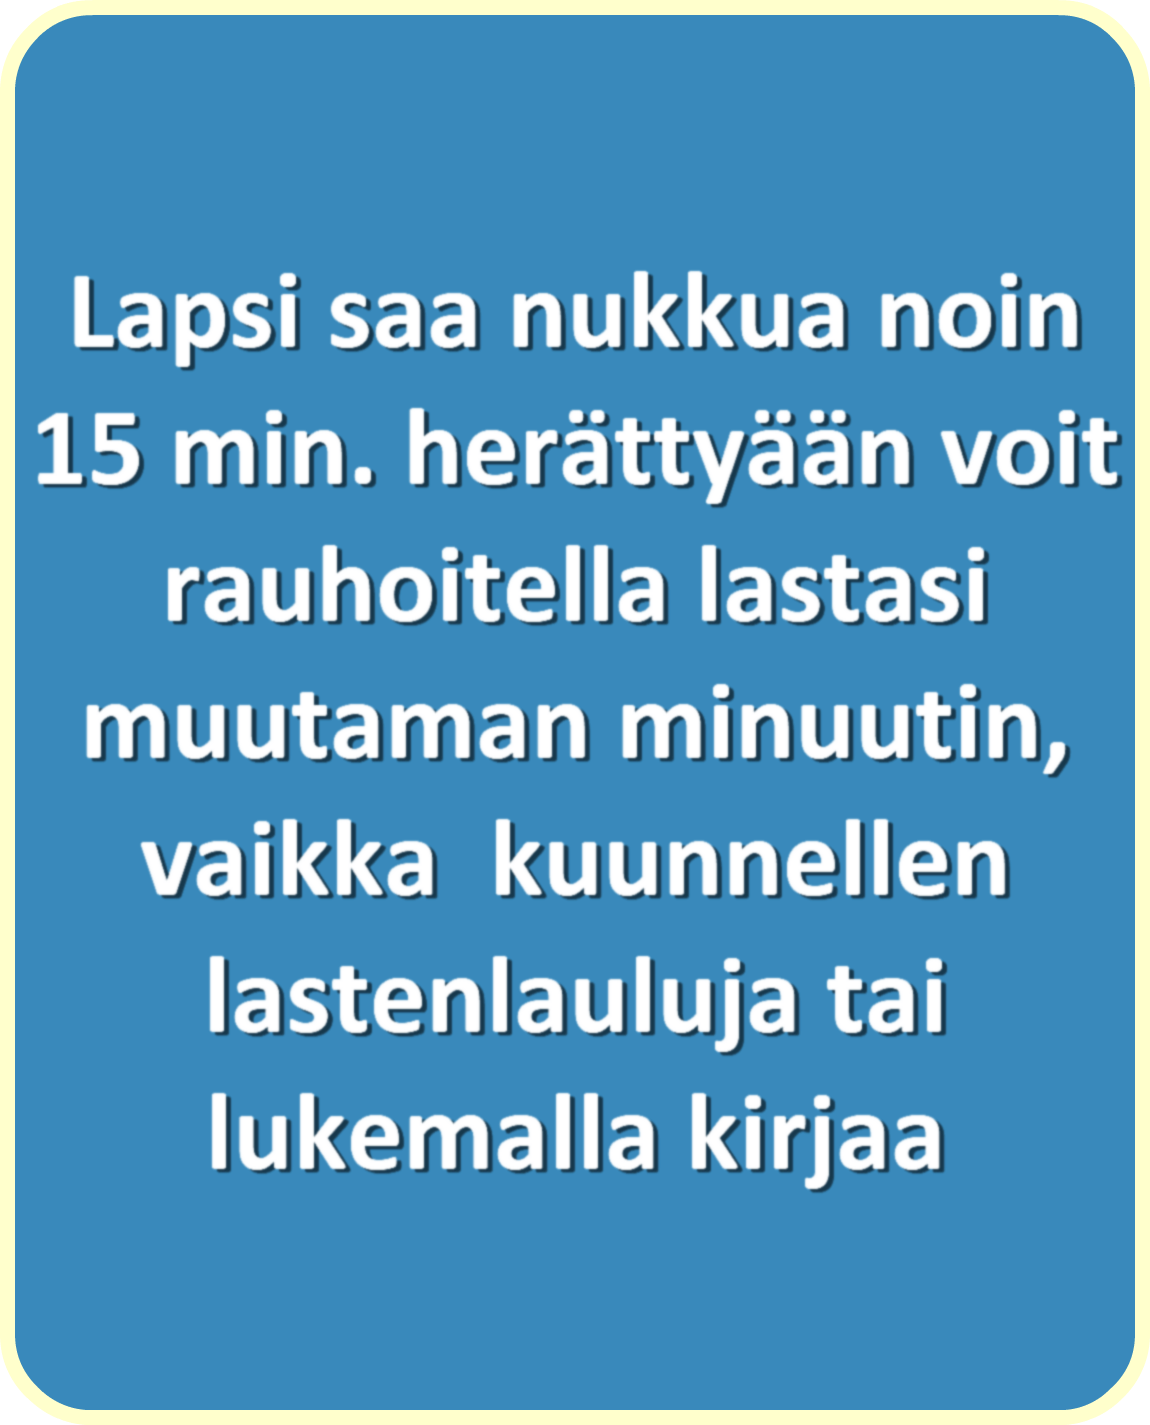 Lapsi saa nukkua noin
15 min. herättyään voit
rauhoitella lastasi
muutaman minuutin,
vaikka  kuunnellen
lastenlauluja tai
lukemalla kirjaa